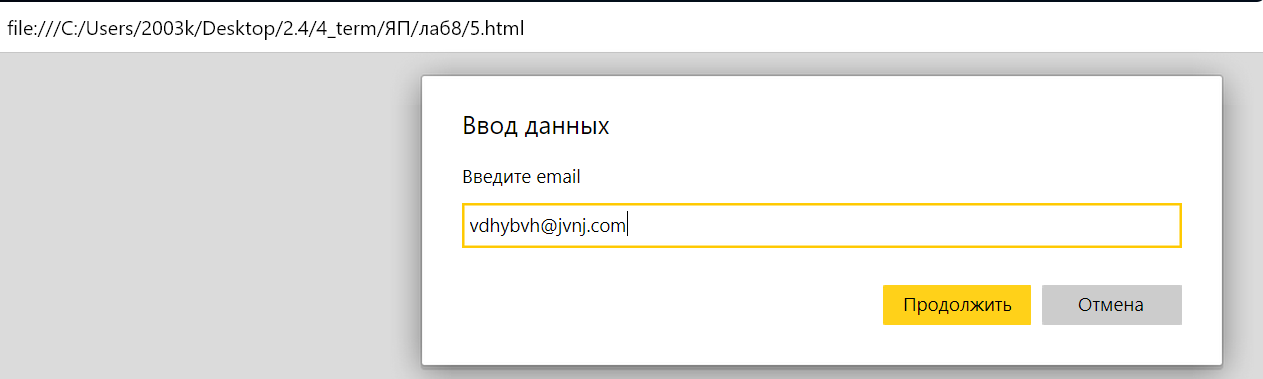 file:///C:/Users/2003k/Desktop/2.4/4_term/ЯП/ла68/5.html
Ввод данных
Введите email
vdhybvh@jvnj.com
Продолжить Отмена